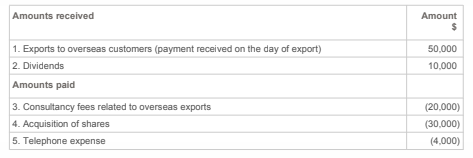 Amounts received Amount
$
1. Exports to overseas customers (payment received on the day of export) 50,000
2. Dividends 10,000
Amounts paid
3. Consultancy fees related to overseas exports (20,000)
4. Acquisition of shares (30,000)
5. Telephone expense (4,000)